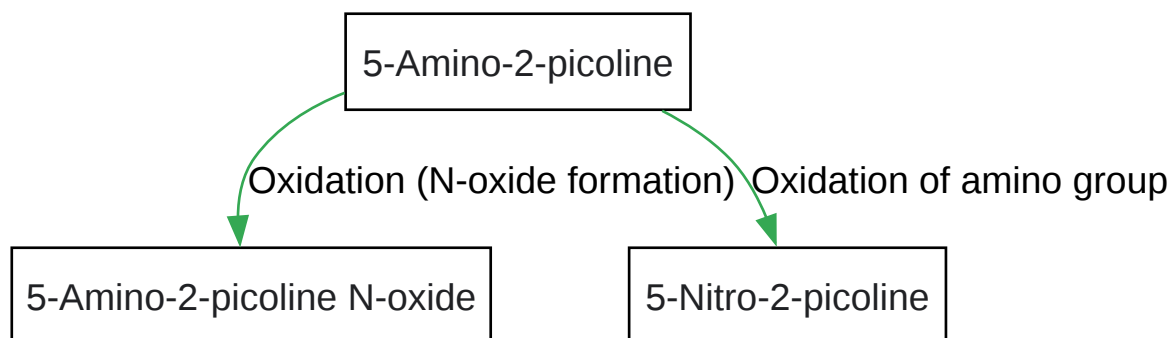 5-Amino-2-picoline
Oxidation (N-oxide formation)
Oxidation of amino group
5-Amino-2-picoline N-oxide
5-Nitro-2-picoline